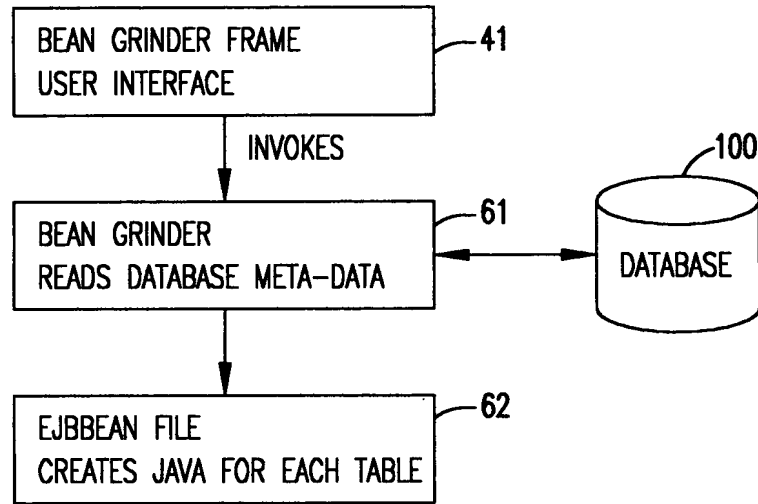 BEAN GRINDER FRAME
USER INTERFACE
41
INVOKES
100
BEAN GRINDER
READS DATABASE META-DATA
61
DATABASE
EJBBEAN FILE
CREATES JAVA FOR EACH TABLE
62